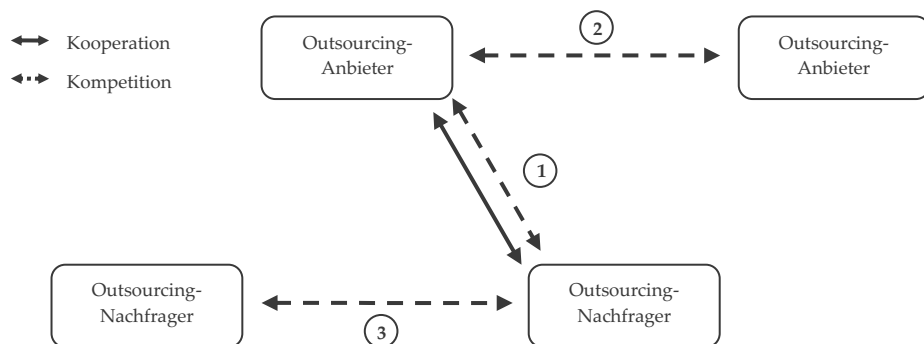 Kooperation
Kompetition
Outsourcing-
Anbieter
2
Outsourcing-
Anbieter
1
Outsourcing-
Nachfrager
3
Outsourcing-
Nachfrager